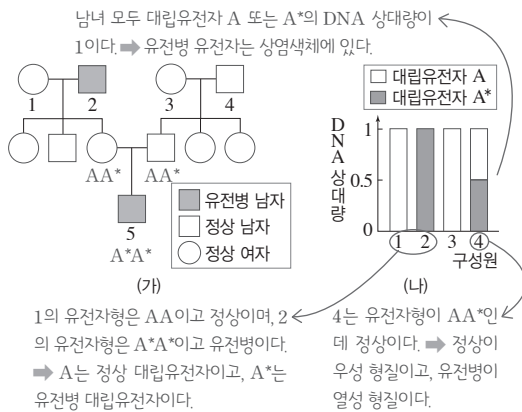 남녀 모두 대립유전자 A 또는 A*의 DNA 상대량이
1이다. ➡ 유전병 유전자는 상염색체에 있다.
1 2 3 4
AA* AA*
5
A*A*
유전병 남자
정상 남자
정상 여자
(가)
대립유전자 A
대립유전자 A*
DNA 상대량
1
0.5
0
1 2 3 4
구성원
(나)
1의 유전자형은 AA이고 정상이며, 2
의 유전자형은 A*A*이고 유전병이다.
➡ A는 정상 대립유전자이고, A*는
유전병 대립유전자이다.
4는 유전자형이 AA*인
데 정상이다. ➡ 정상이
우성 형질이고, 유전병이
열성 형질이다.